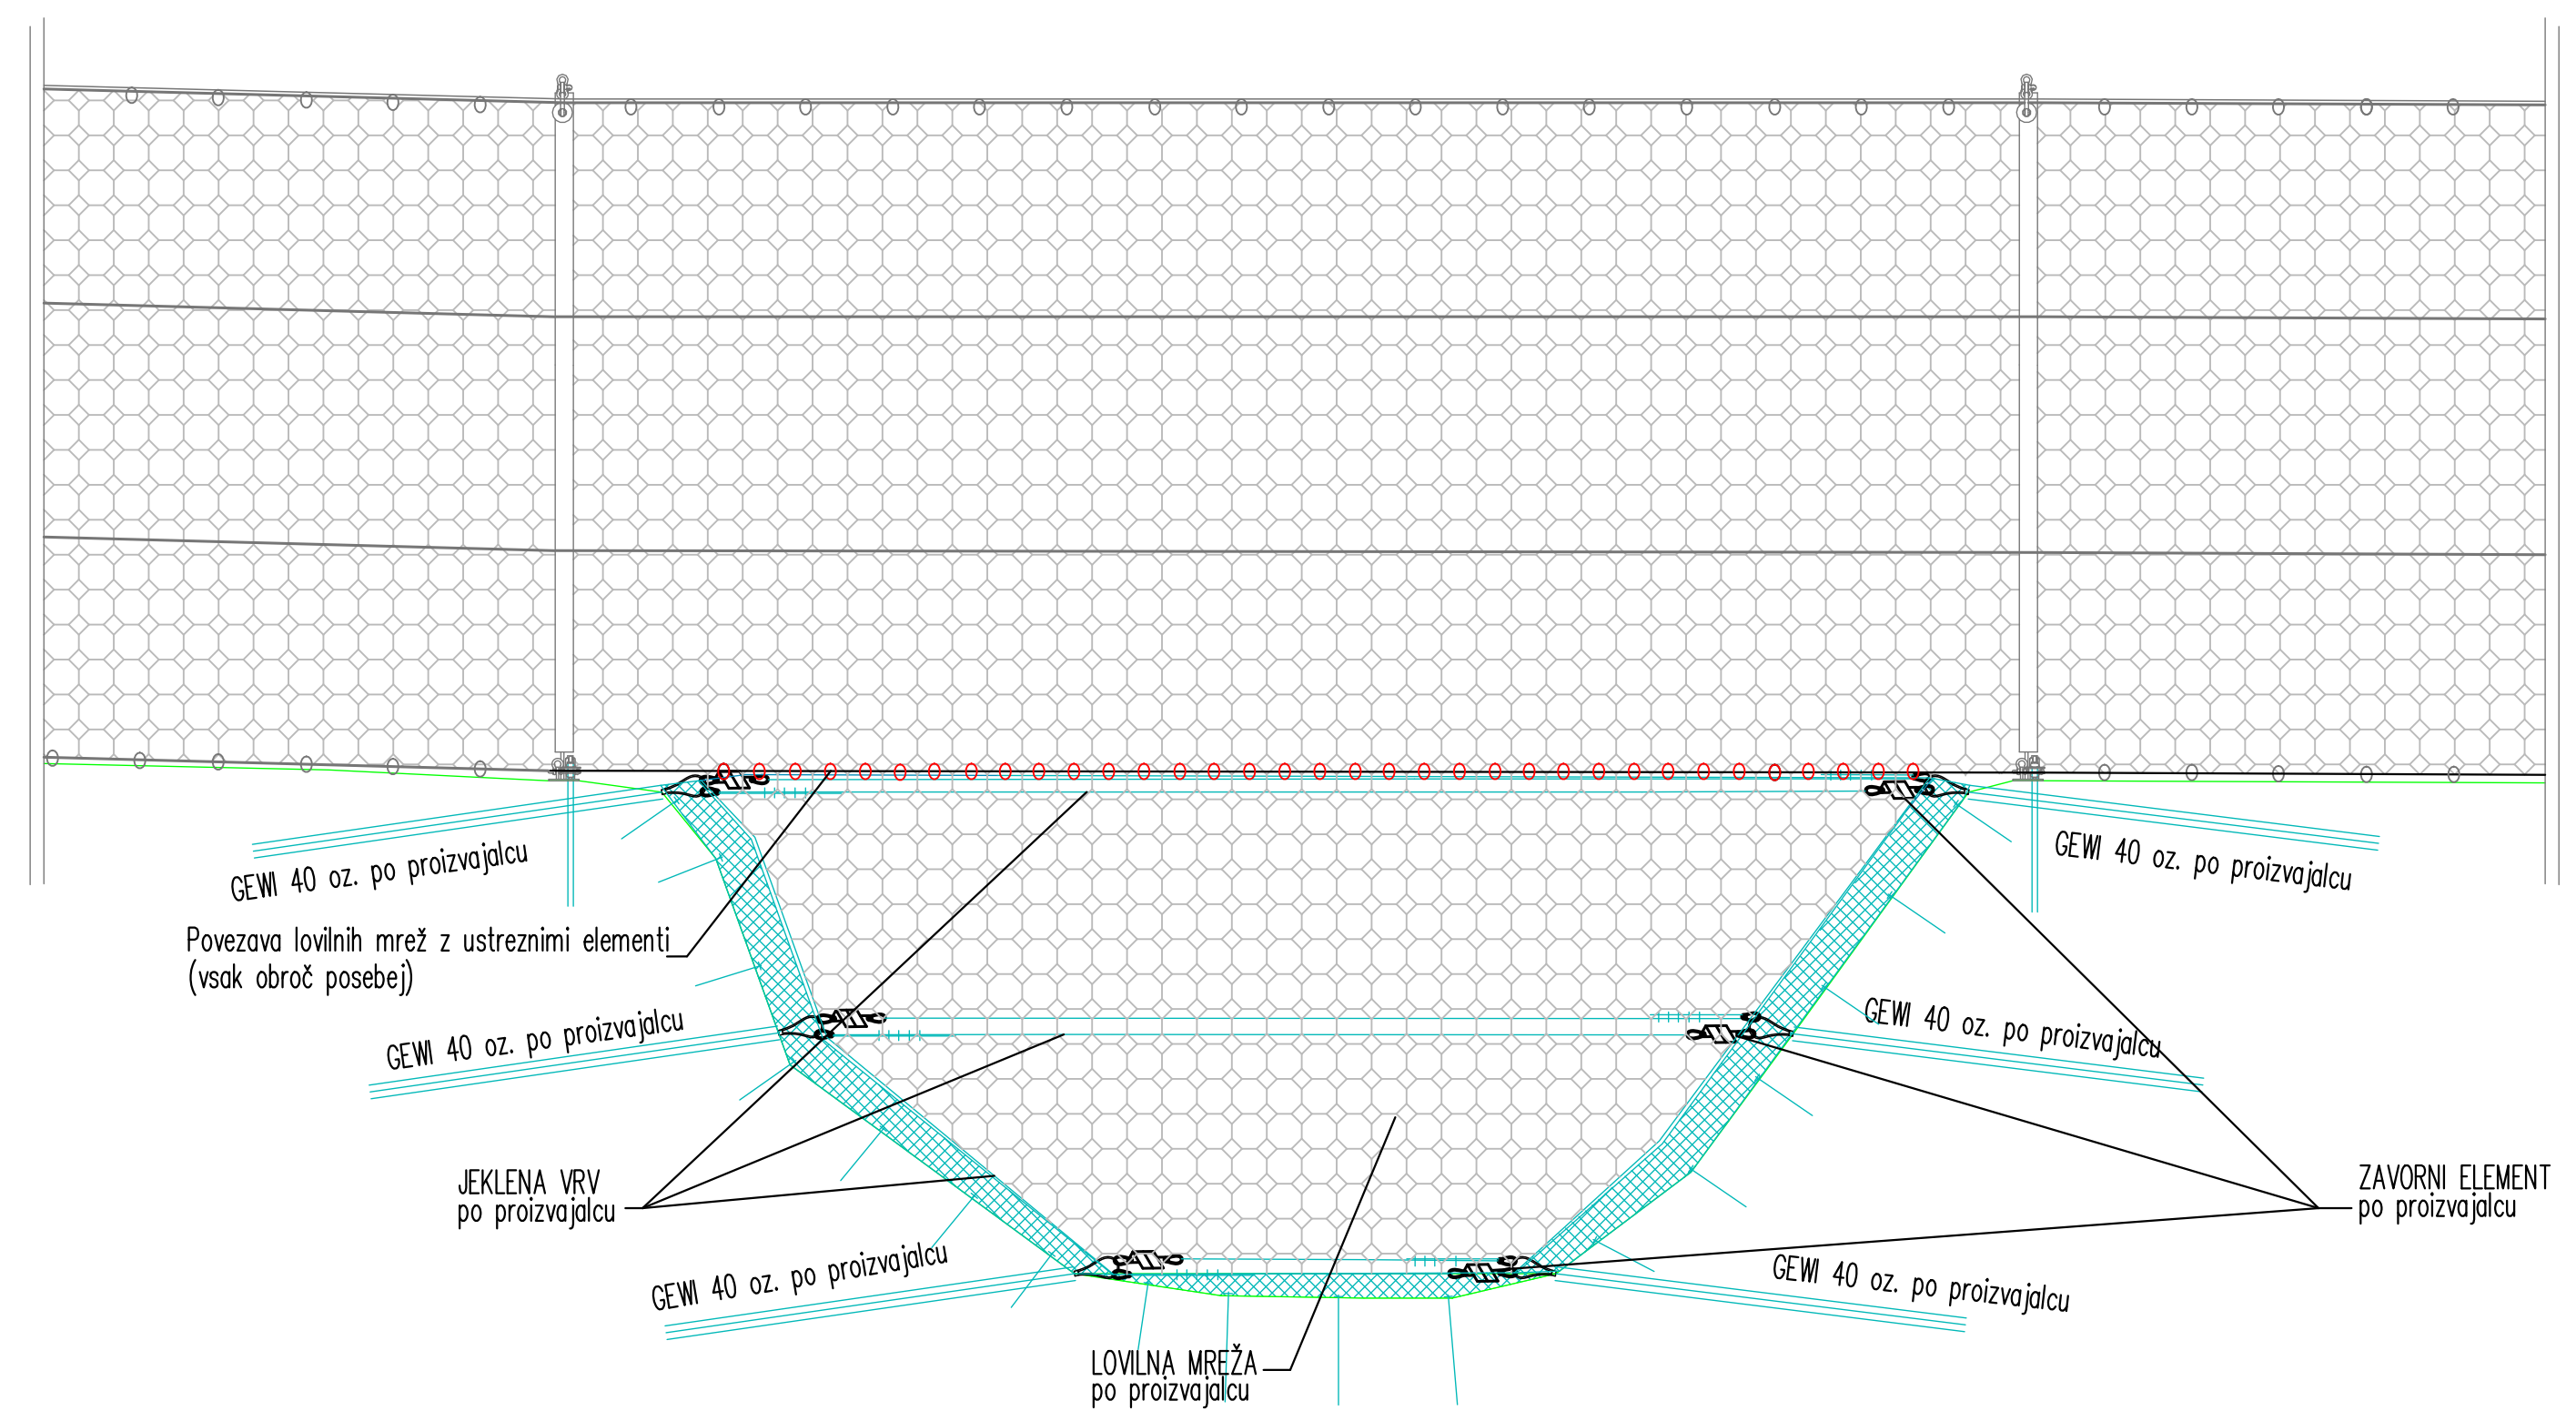 GEWI 40 oz. po proizvajalcu
GEWI 40 oz. po proizvajalcu
Povezava lovilnih mrež z ustreznimi elementi
(vsak obroč posebej)
GEWI 40 oz. po proizvajalcu
GEWI 40 oz. po proizvajalcu
JEKLENA VRV
po proizvajalcu
ZAVORNI ELEMENT
po proizvajalcu
GEWI 40 oz. po proizvajalcu
GEWI 40 oz. po proizvajalcu
LOVILNA MREŽA
po proizvajalcu